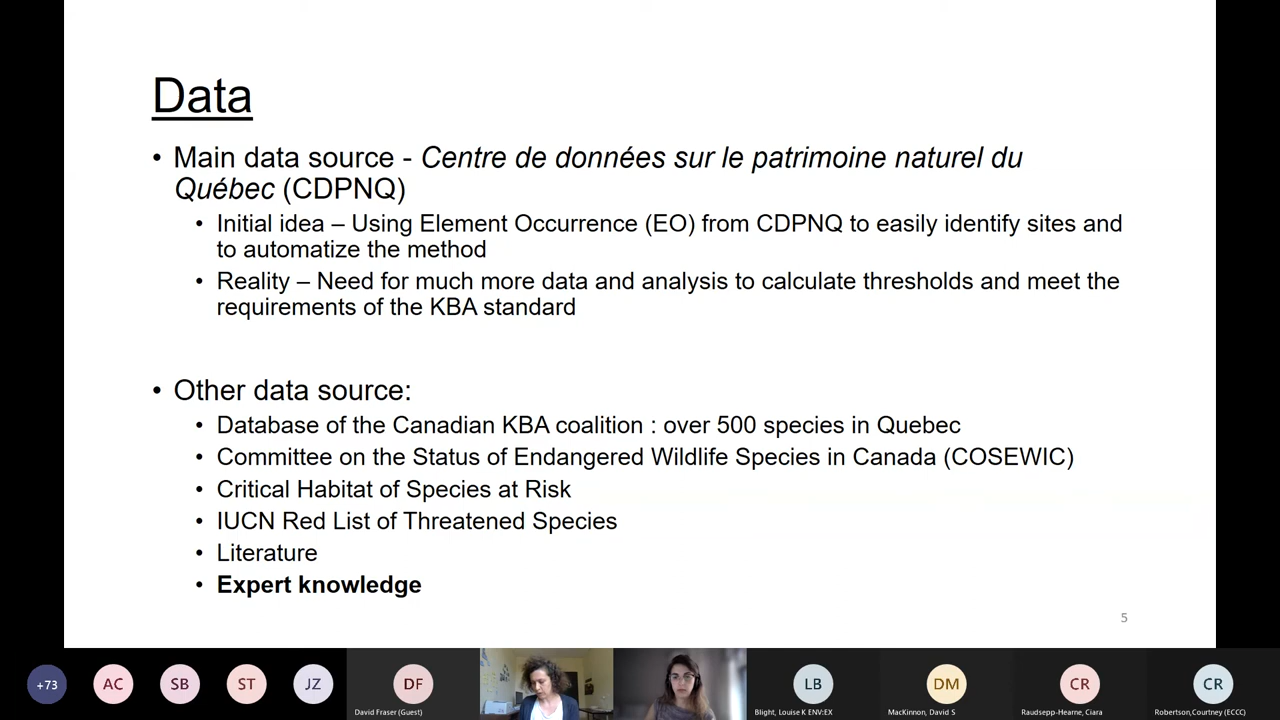 Data
• Main data source - Centre de données sur le patrimoine naturel du
Québec (CDPNQ)
• Initial idea – Using Element Occurrence (EO) from CDPNQ to easily identify sites and
to automatize the method
• Reality – Need for much more data and analysis to calculate thresholds and meet the
requirements of the KBA standard
• Other data source:
• Database of the Canadian KBA coalition : over 500 species in Quebec
• Committee on the Status of Endangered Wildlife Species in Canada (COSEWIC)
• Critical Habitat of Species at Risk
• IUCN Red List of Threatened Species
• Literature
• Expert knowledge
5
+73
AC
SB
ST
JZ
DF
David Fraser (Guest)
LB
Blight, Louise K ENV:EX
DM
MacKinnon, David S
CR
Raudsepp-Hearne, Ciara
CR
Robertson,Courtney (ECCC)